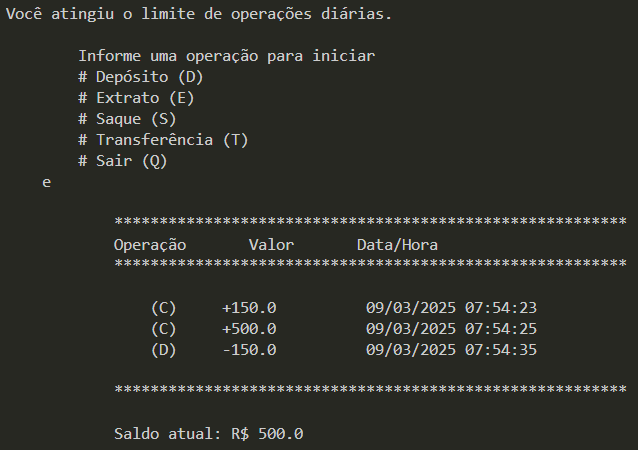 Você atingiu o limite de operações diárias.
Informe uma operação para iniciar
# Depósito (D)
# Extrato (E)
# Saque (S)
# Transferência (T)
# Sair (Q)
e
*********************************************************
Operação Valor Data/Hora
*********************************************************
(C) +150.0 09/03/2025 07:54:23
(C) +500.0 09/03/2025 07:54:25
(D) -150.0 09/03/2025 07:54:35
*********************************************************
Saldo atual: R$ 500.0